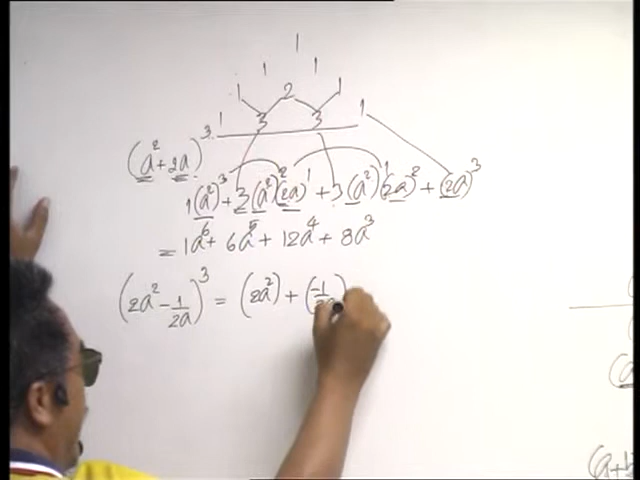 1
1 1
1 2 1
1 3 3 1
(a² + 2a)³
1(a²)³ + 3(a²)²(2a)¹ + 3(a²)¹(2a)² + (2a)³
= 1a⁶ + 6a⁵ + 12a⁴ + 8a³
(2a² - 1/2a)³ = (2a²) + (-1/2a)
(a
(a+b